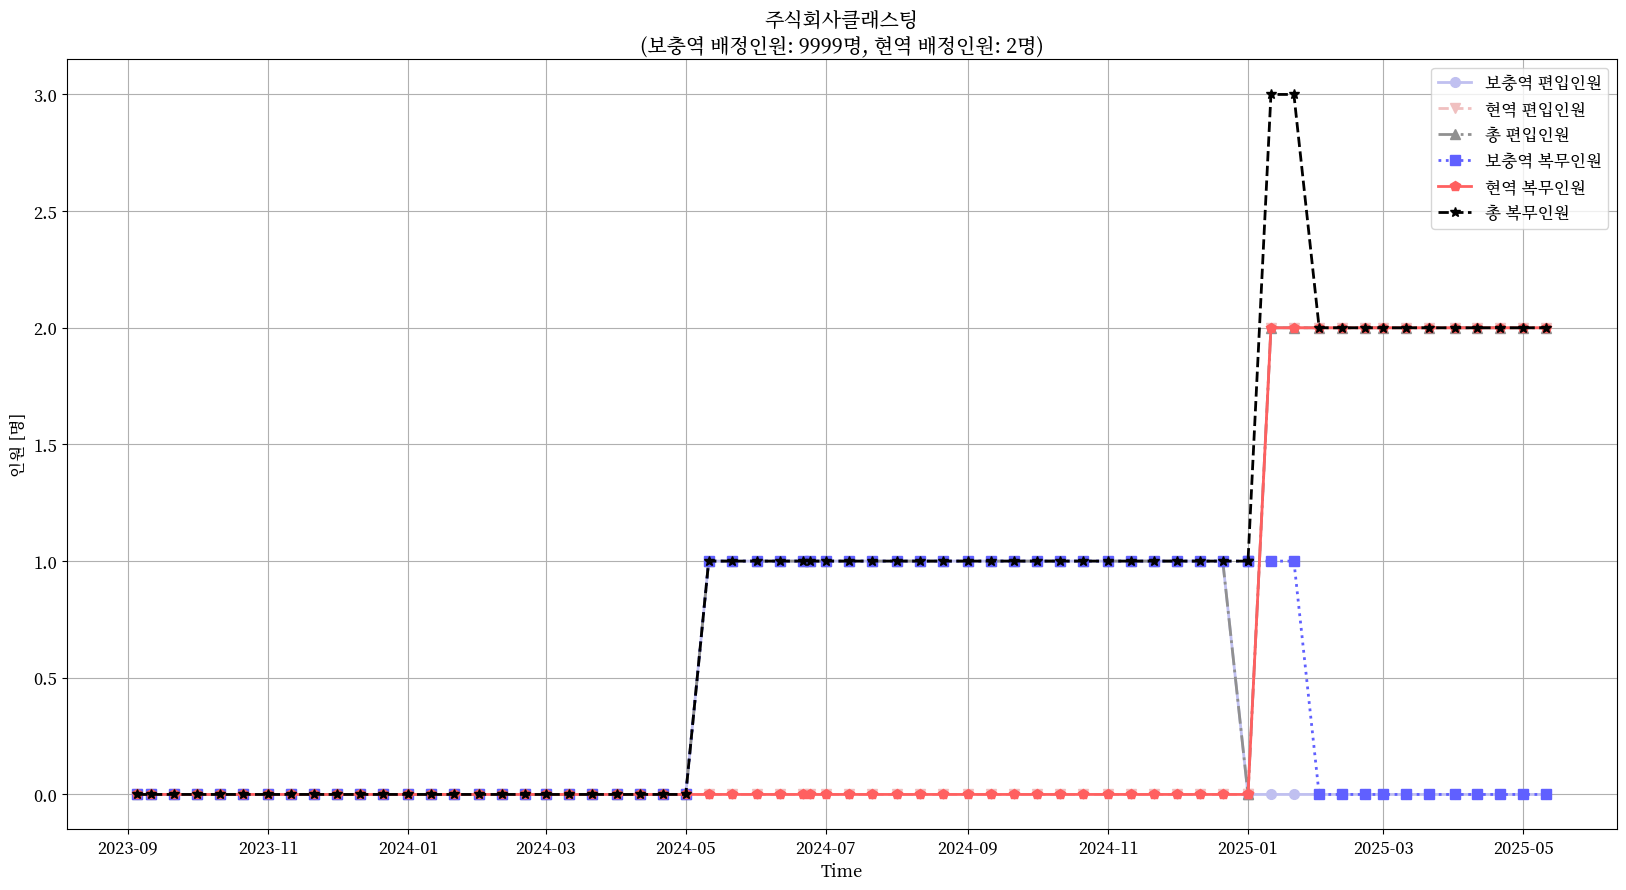 주식회사클래스팅
(보충역 배정인원: 9999명, 현역 배정인원: 2명)
보충역 편입인원
현역 편입인원
총 편입인원
보충역 복무인원
현역 복무인원
총 복무인원
인원 [명]
3.0
2.5
2.0
1.5
1.0
0.5
0.0
2023-09 2023-11 2024-01 2024-03 2024-05 2024-07 2024-09 2024-11 2025-01 2025-03 2025-05
Time